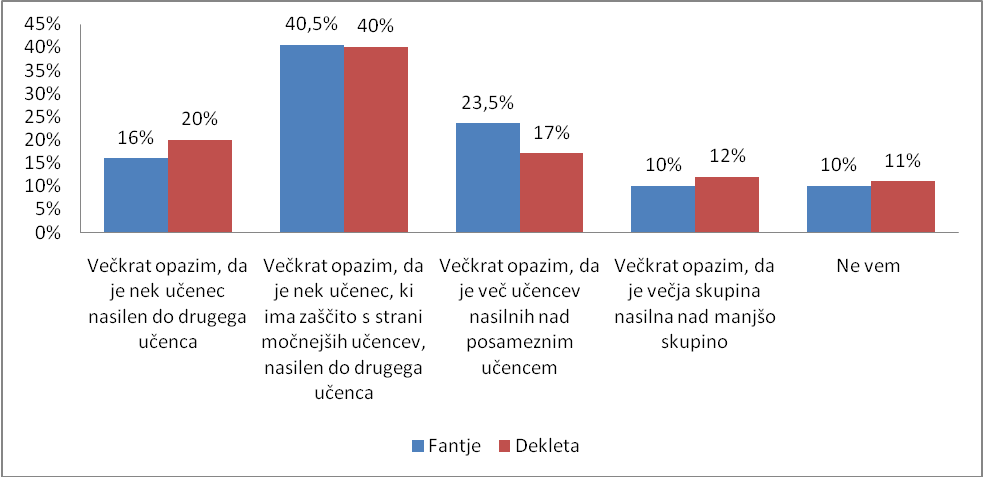 45%
40%
35%
30%
25%
20%
15%
10%
5%
0%
16%
20%
40,5%
40%
23,5%
17%
10%
12%
10%
11%
Večkrat opazim, da
je nek učenec
nasilen do drugega
učenca
Večkrat opazim, da
je nek učenec, ki
ima zaščito s strani
močnejših učencev,
nasilen do drugega
učenca
Večkrat opazim, da
je več učencev
nasilnih nad
posameznim
učencem
Večkrat opazim, da
je večja skupina
nasilna nad manjšo
skupino
Ne vem
Fantje
Dekleta